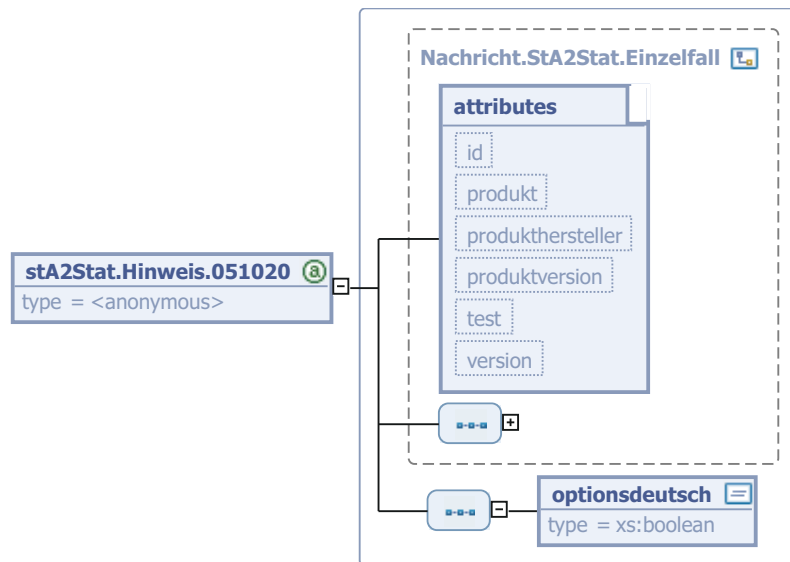 Nachricht.StA2Stat.Einzelfall
attributes
id
produkt
produkthersteller
produktversion
test
version
stA2Stat.Hinweis.051020 @
type = <anonymous>
optionsdeutsch
type = xs:boolean